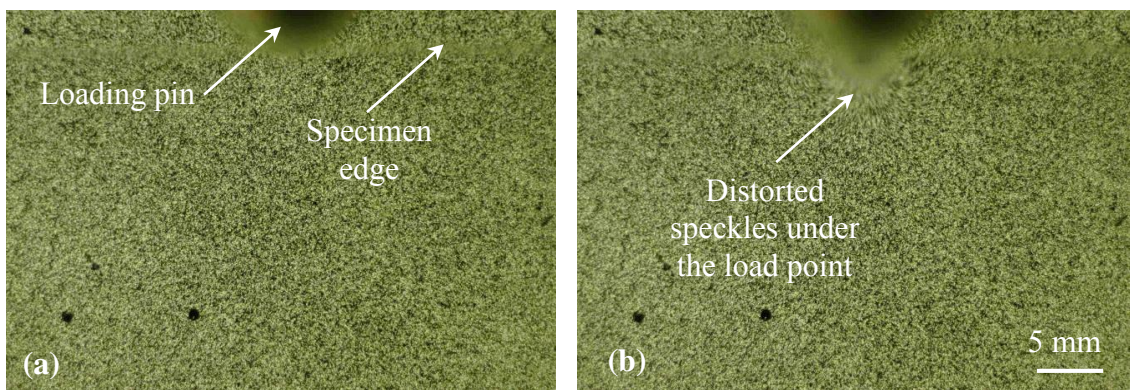 Loading pin
Specimen
edge
(a)
Distorted
speckles under
the load point
(b)
5 mm